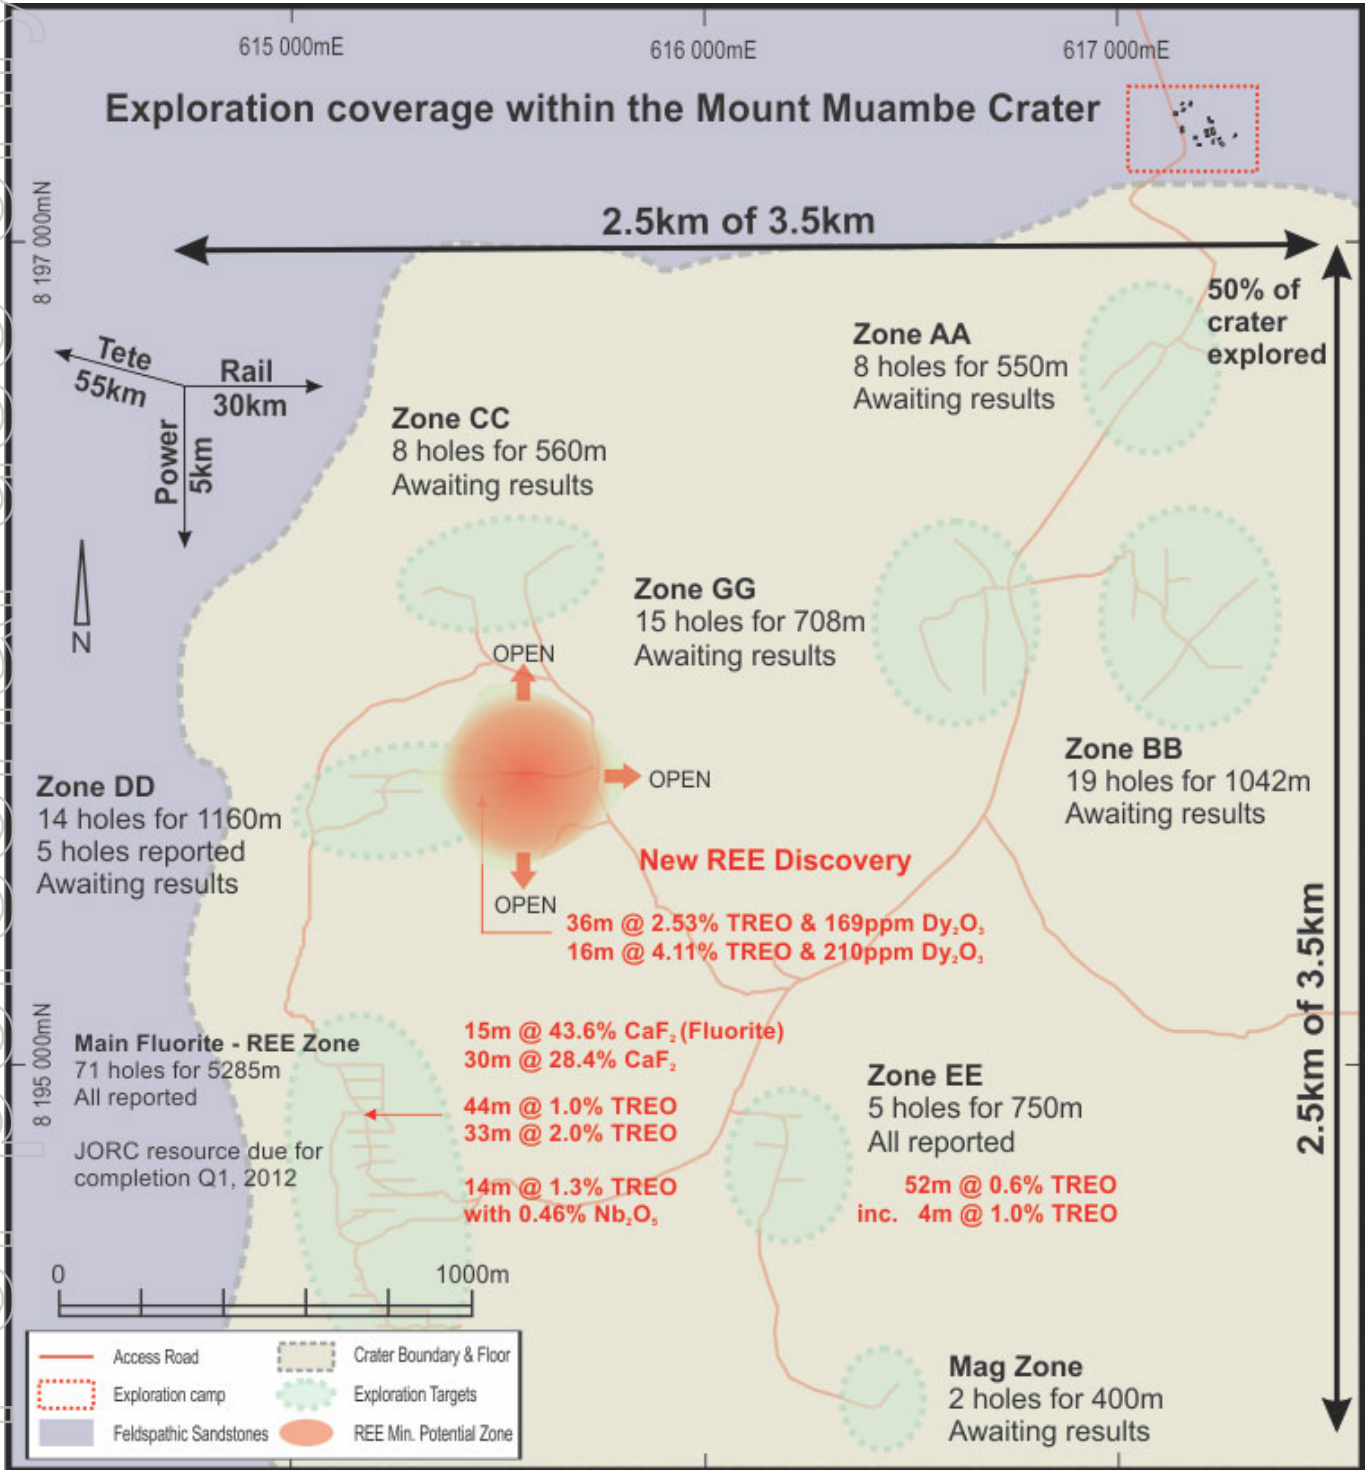 615 000mE
616 000mE
617 000mE
Exploration coverage within the Mount Muambe Crater
8 197 000mN
2.5km of 3.5km
50% of
crater
explored
Zone AA
8 holes for 550m
Awaiting results
Tete
55km
Rail
30km
Power
5km
N
Zone CC
8 holes for 560m
Awaiting results
Zone GG
15 holes for 708m
Awaiting results
OPEN
OPEN
OPEN
Zone BB
19 holes for 1042m
Awaiting results
Zone DD
14 holes for 1160m
5 holes reported
Awaiting results
New REE Discovery
36m @ 2.53% TREO & 169ppm Dy₂O₃
16m @ 4.11% TREO & 210ppm Dy₂O₃
2.5km of 3.5km
8 195 000mN
Main Fluorite - REE Zone
71 holes for 5285m
All reported
JORC resource due for
completion Q1, 2012
15m @ 43.6% CaF₂ (Fluorite)
30m @ 28.4% CaF₂
44m @ 1.0% TREO
33m @ 2.0% TREO
14m @ 1.3% TREO
with 0.46% Nb₂O₅
Zone EE
5 holes for 750m
All reported
52m @ 0.6% TREO
inc. 4m @ 1.0% TREO
0 1000m
Mag Zone
2 holes for 400m
Awaiting results
Access Road
Crater Boundary & Floor
Exploration camp
Exploration Targets
Feldspathic Sandstones
REE Min. Potential Zone